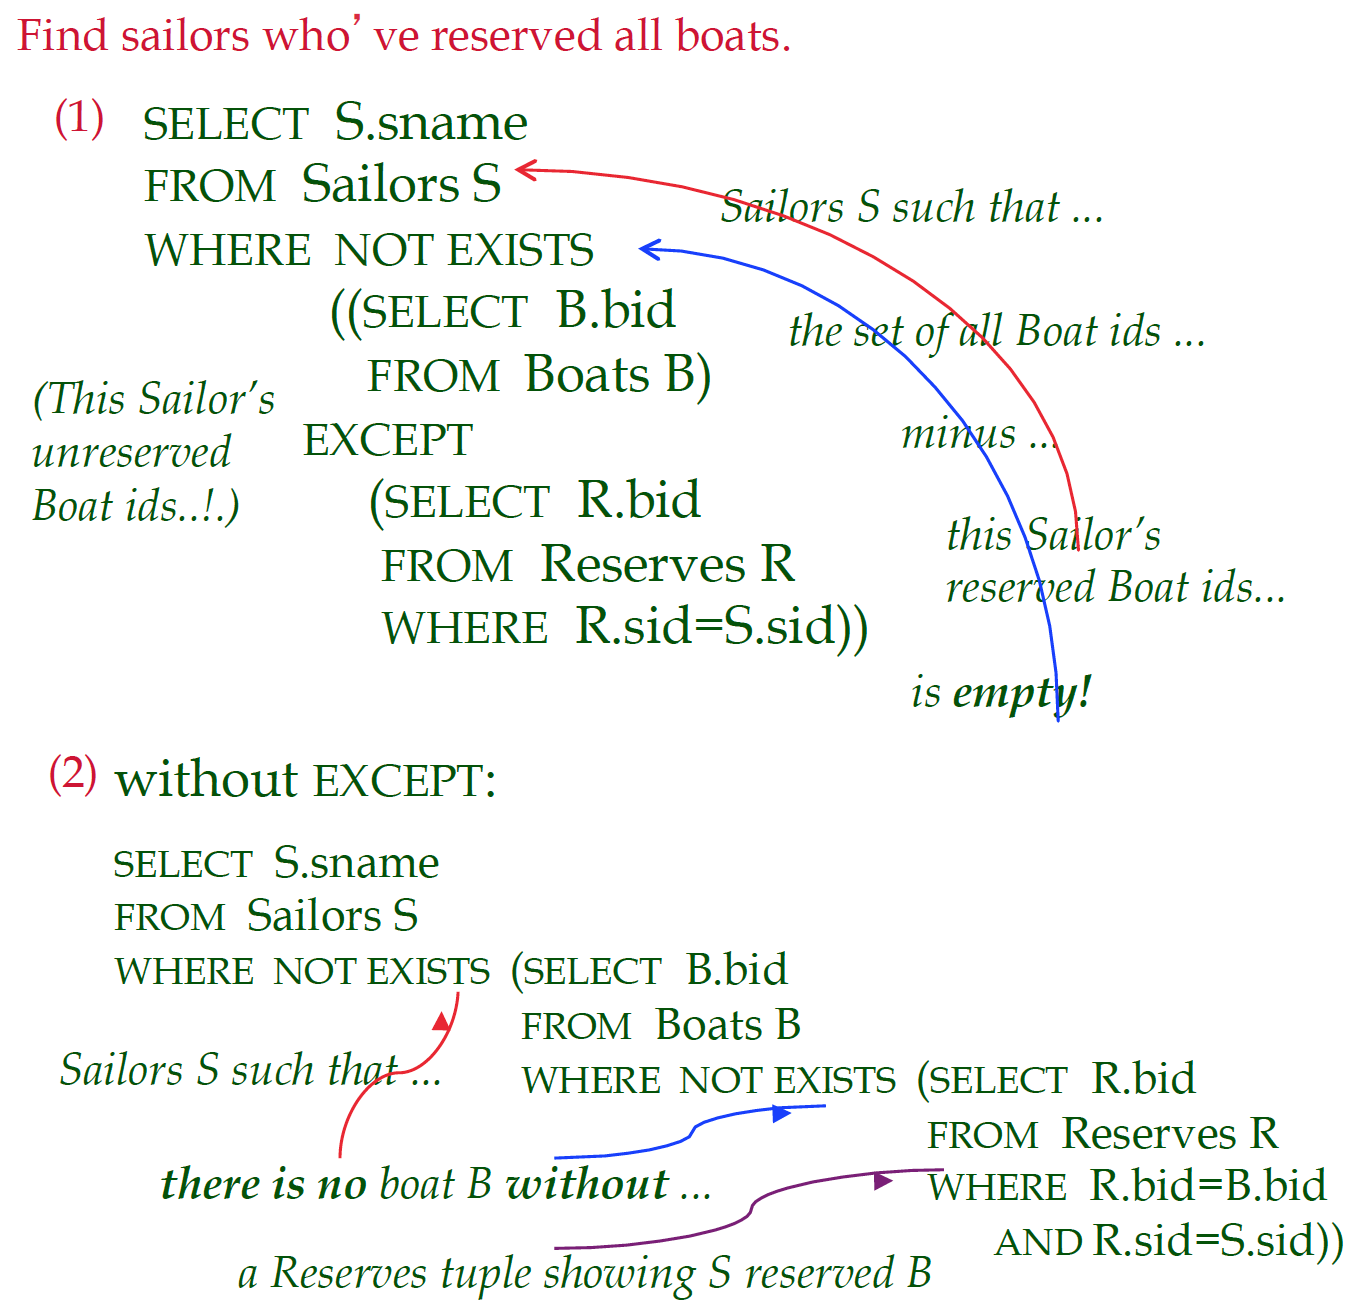 Find sailors who’ ve reserved all boats.
(1) SELECT S.sname
FROM Sailors S
Sailors S such that ...
WHERE NOT EXISTS
((SELECT B.bid
the set of all Boat ids ...
FROM Boats B)
(This Sailor's
unreserved
Boat ids..!.)
EXCEPT
minus ...
(SELECT R.bid
FROM Reserves R
WHERE R.sid=S.sid))
this Sailor's
reserved Boat ids...
is empty!
(2) without EXCEPT:
SELECT S.sname
FROM Sailors S
WHERE NOT EXISTS (SELECT B.bid
FROM Boats B
WHERE NOT EXISTS (SELECT R.bid
FROM Reserves R
WHERE R.bid=B.bid
AND R.sid=S.sid))
Sailors S such that ...
there is no boat B without ...
a Reserves tuple showing S reserved B